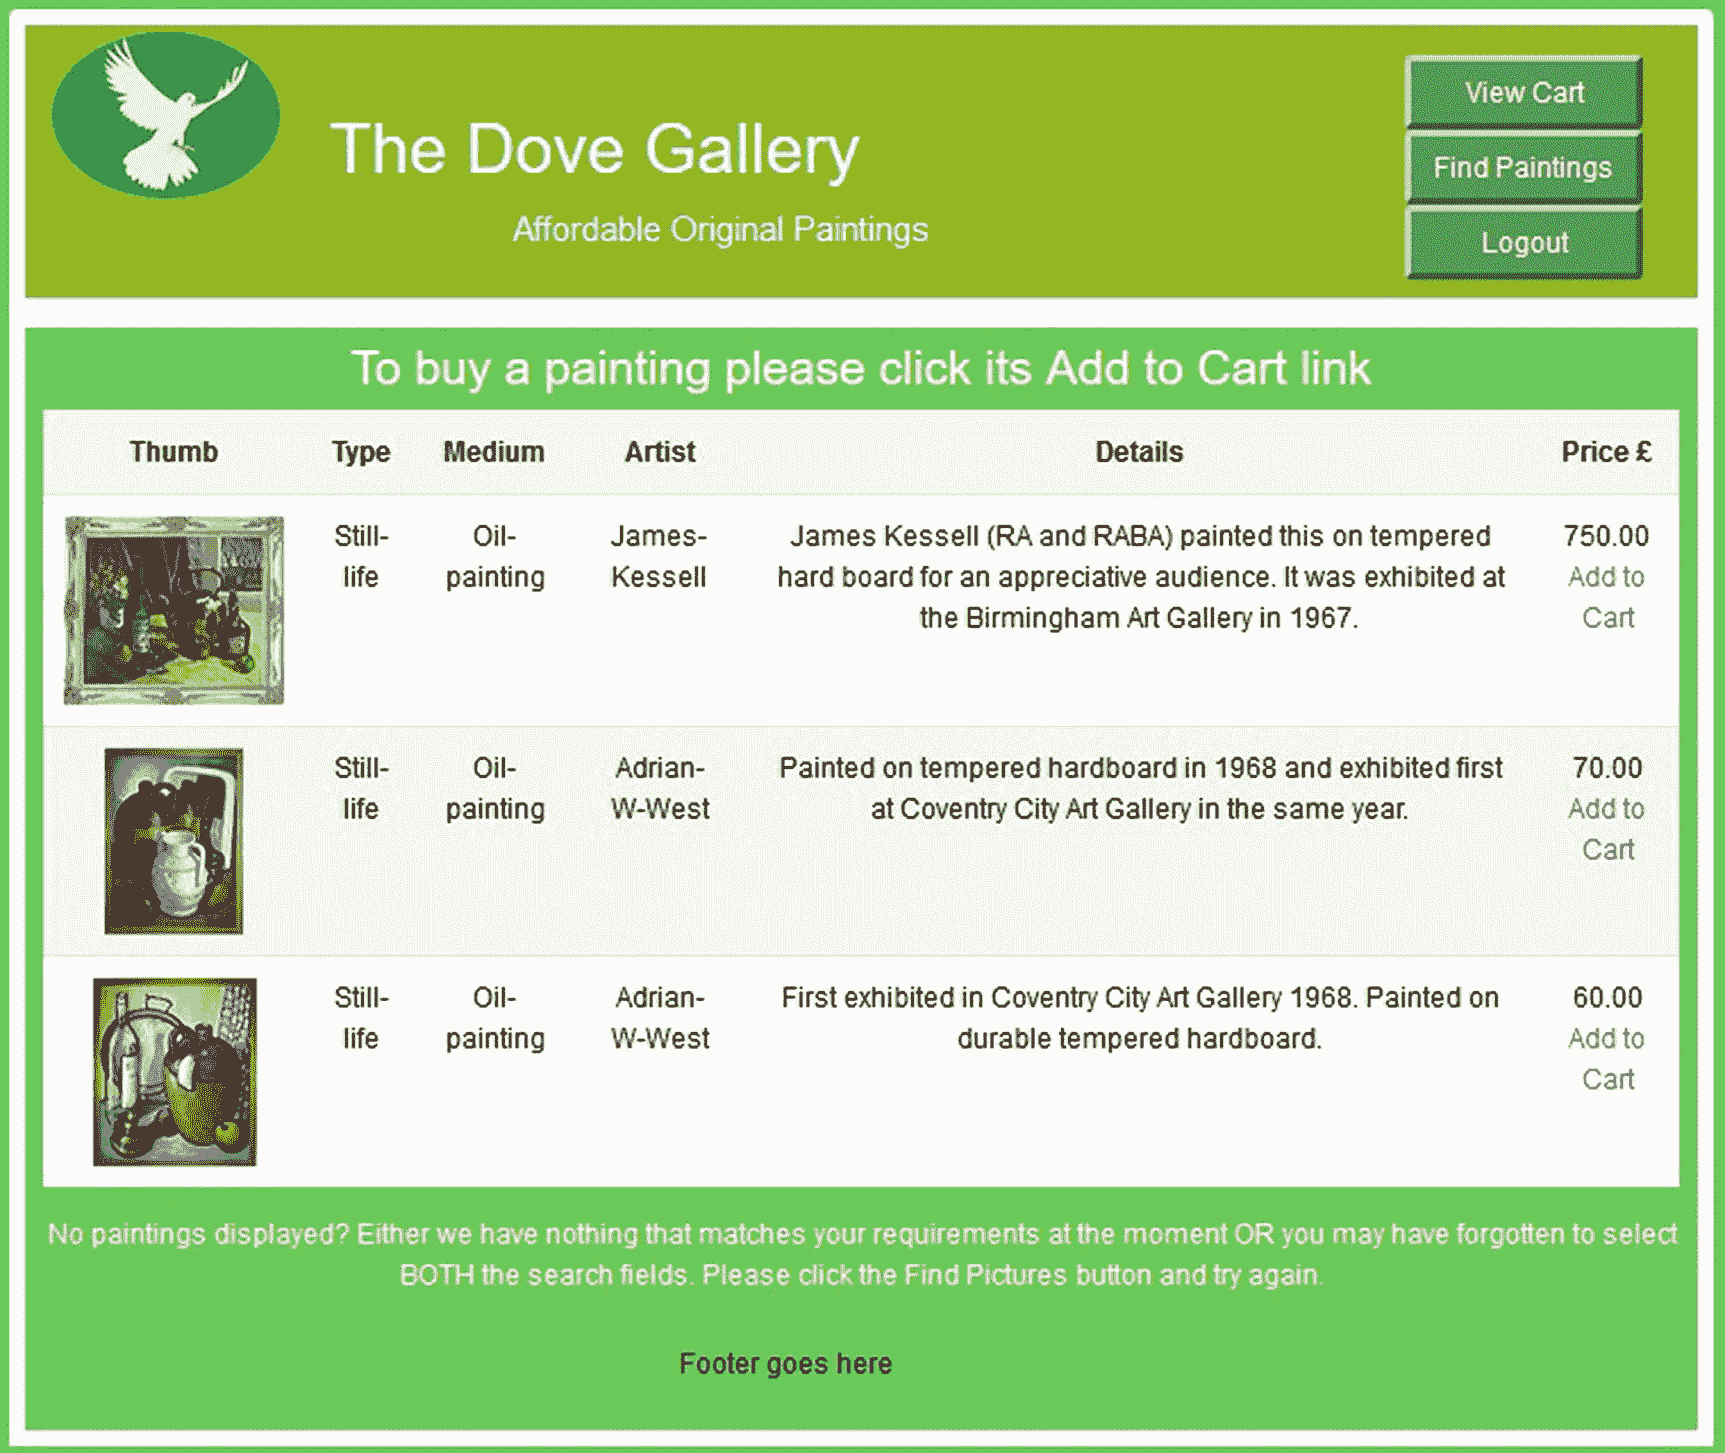 The Dove Gallery
Affordable Original Paintings
View Cart
Find Paintings
Logout
To buy a painting please click its Add to Cart link
Thumb Type Medium Artist Details Price £
Still- Oil- James- James Kessell (RA and RABA) painted this on tempered 750.00
life painting Kessell hard board for an appreciative audience. It was exhibited at Add to
the Birmingham Art Gallery in 1967. Cart
Still- Oil- Adrian- Painted on tempered hardboard in 1968 and exhibited first 70.00
life painting W-West at Coventry City Art Gallery in the same year. Add to
Cart
Still- Oil- Adrian- First exhibited in Coventry City Art Gallery 1968. Painted on 60.00
life painting W-West durable tempered hardboard. Add to
Cart
No paintings displayed? Either we have nothing that matches your requirements at the moment OR you may have forgotten to select
BOTH the search fields. Please click the Find Pictures button and try again.
Footer goes here